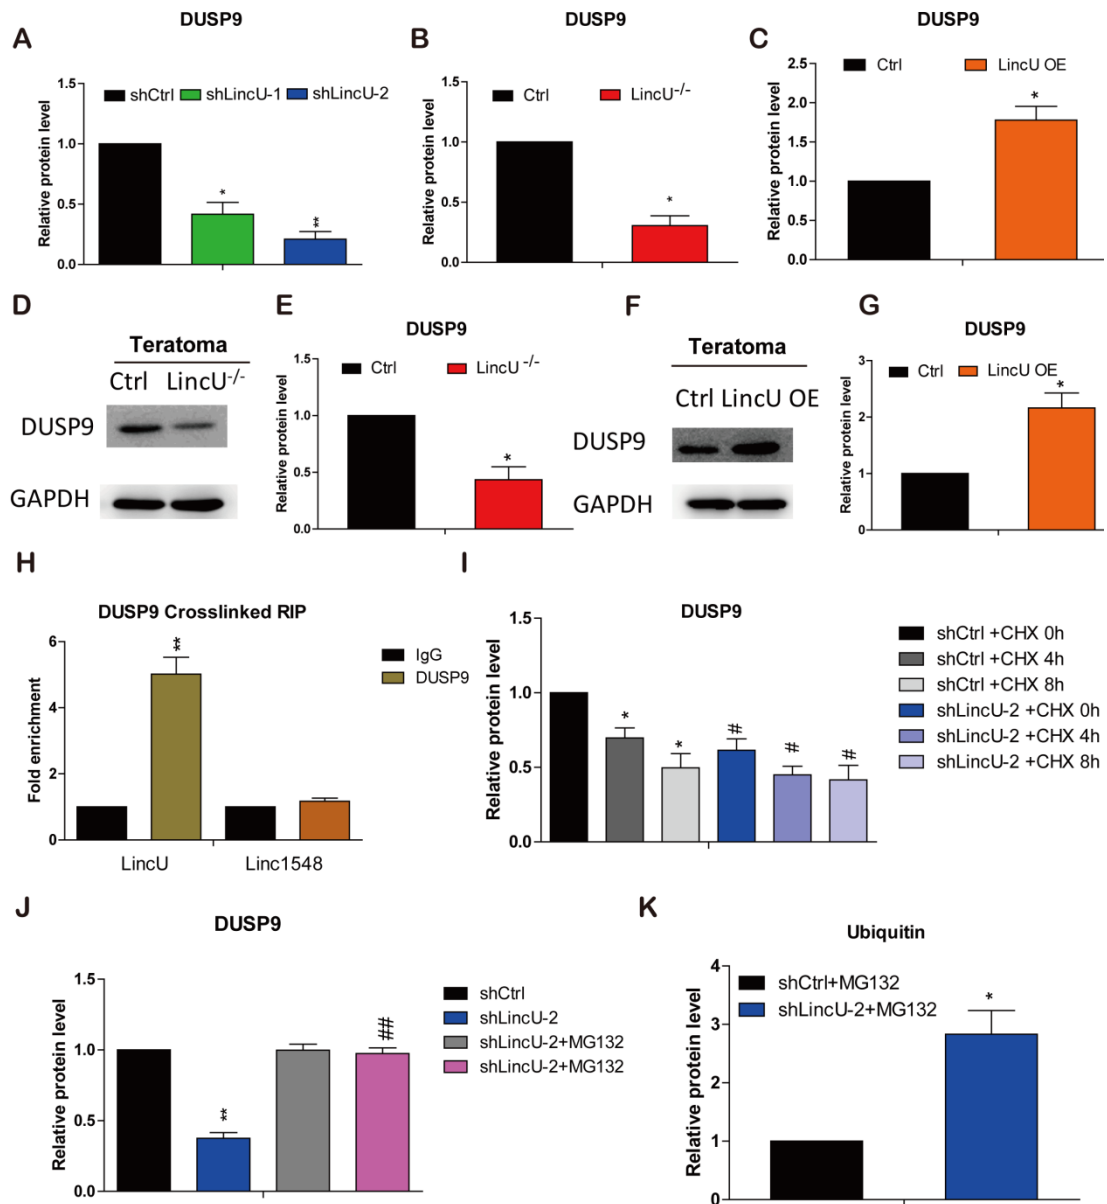 A
DUSP9
Relative protein level
1.5
1.0
0.5
0.0
shCtrl
shLincU-1
shLincU-2
*
**
B
DUSP9
Relative protein level
1.5
1.0
0.5
0.0
Ctrl
LincU-/-
*
C
DUSP9
Relative protein level
2.5
2.0
1.5
1.0
0.5
0.0
Ctrl
LincU OE
*
D
Teratoma
Ctrl LincU-/-
DUSP9
GAPDH
E
DUSP9
Relative protein level
1.5
1.0
0.5
0.0
Ctrl
LincU -/-
*
F
Teratoma
Ctrl LincU OE
DUSP9
GAPDH
G
DUSP9
Relative protein level
3
2
1
0
Ctrl
LincU OE
*
H
DUSP9 Crosslinked RIP
Fold enrichment
6
4
2
0
**
IgG
DUSP9
LincU
Linc1548
I
DUSP9
Relative protein level
1.5
1.0
0.5
0.0
*
*
#
#
#
shCtrl +CHX 0h
shCtrl +CHX 4h
shCtrl +CHX 8h
shLincU-2 +CHX 0h
shLincU-2 +CHX 4h
shLincU-2 +CHX 8h
J
DUSP9
Relative protein level
1.5
1.0
0.5
0.0
**
##
shCtrl
shLincU-2
shLincU-2+MG132
shLincU-2+MG132
K
Ubiquitin
Relative protein level
4
3
2
1
0
shCtrl+MG132
shLincU-2+MG132
*